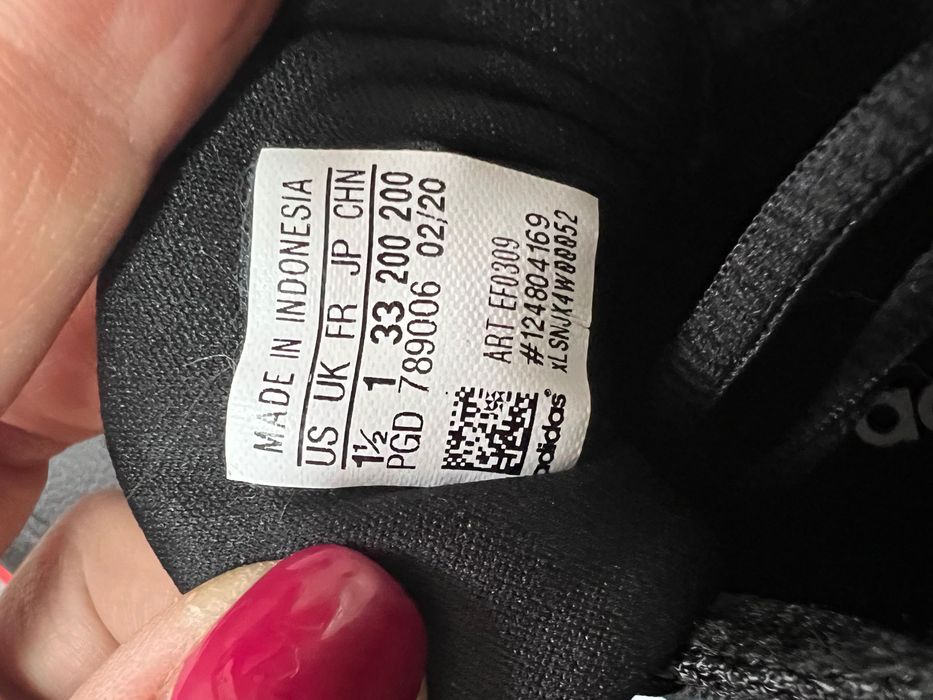 MADE IN INDONESIA
US UK FR JP CHN
1½ 1 33 200 200
PGD 789006 02/20
ART EF0309
#124804169
xLSNJX4W00052
adidas®